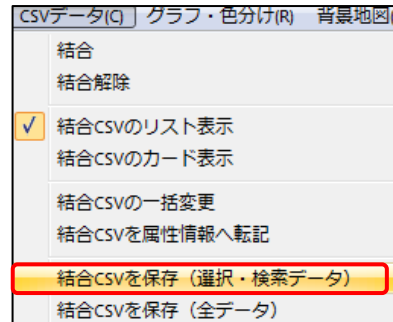 CSVデータ(C) グラフ・色分け(R) 背景地図(
結合
結合解除
結合CSVのリスト表示
結合CSVのカード表示
結合CSVの一括変更
結合CSVを属性情報へ転記
結合CSVを保存（選択・検索データ）
結合CSVを保存（全データ）